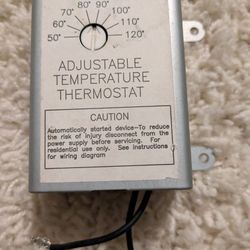 70° 80° 90° 100°
60° 110°
50° 120°
ADJUSTABLE
TEMPERATURE
THERMOSTAT
CAUTION
Automatically started device-To reduce
the risk of injury disconnect from the
power supply before servicing. For
residential use only. See instructions
for wiring diagram